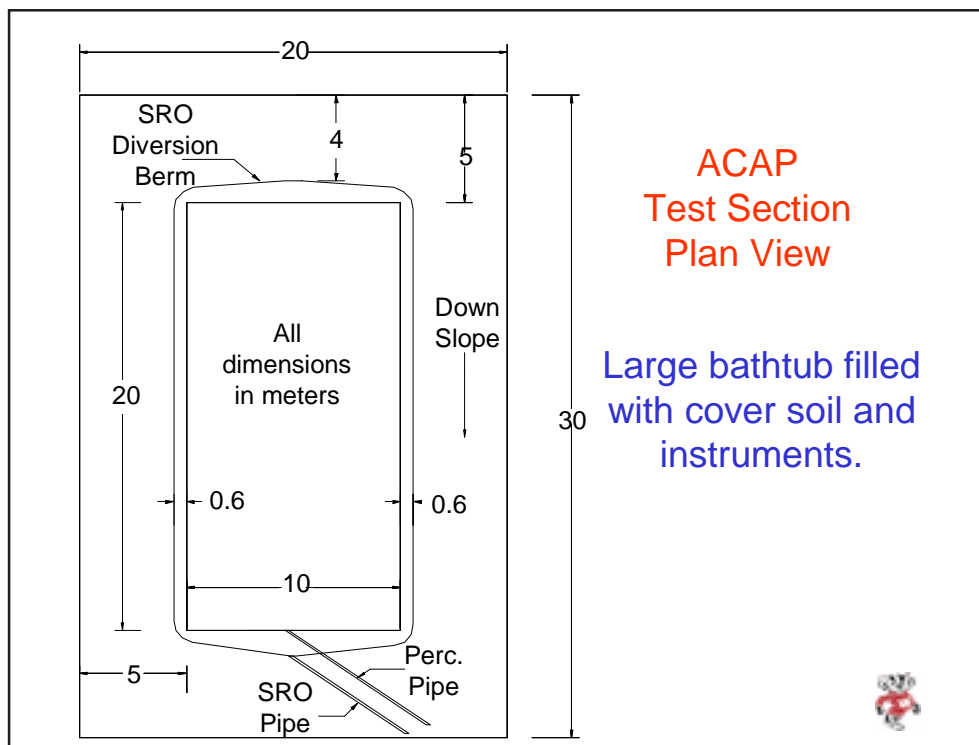 20
SRO
Diversion
Berm
4
5
ACAP
Test Section
Plan View
Down
Slope
All
dimensions
in meters
Large bathtub filled
with cover soil and
instruments.
20
30
0.6
0.6
10
5
Perc.
Pipe
SRO
Pipe